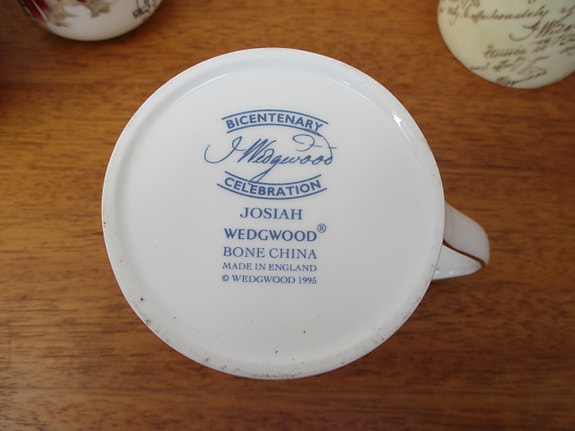 BICENTENARY
J Wedgwood
CELEBRATION
JOSIAH
WEDGWOOD®
BONE CHINA
MADE IN ENGLAND
© WEDGWOOD 1995